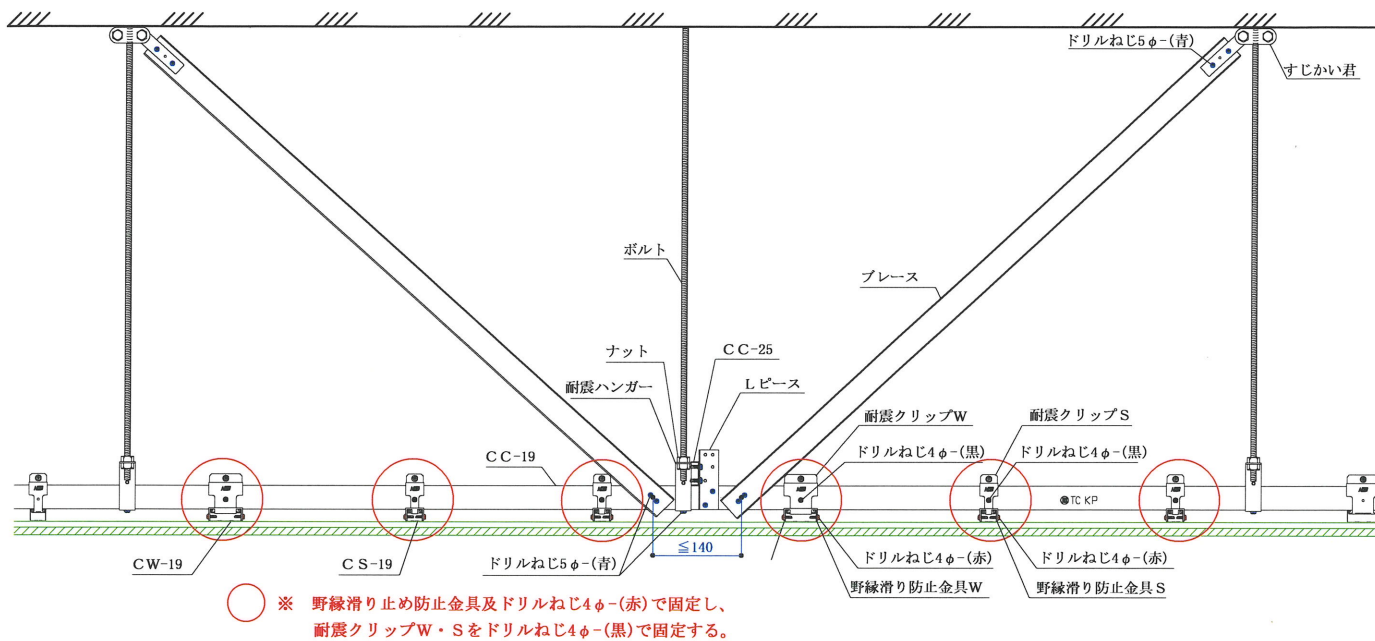 ドリルねじ5φ-(青)
すじかい君
ボルト
ブレース
ナット
CC-25
耐震ハンガー
Lピース
耐震クリップW
耐震クリップS
CC-19
ドリルねじ4φ-(黒)
ドリルねじ4φ-(黒)
TC KP
≦140
CW-19
CS-19
ドリルねじ5φ-(青)
ドリルねじ4φ-(赤)
ドリルねじ4φ-(赤)
野縁滑り防止金具W
野縁滑り防止金具S
※ 野縁滑り止め防止金具及ドリルねじ4φ-(赤)で固定し、
耐震クリップW・Sをドリルねじ4φ-(黒)で固定する。